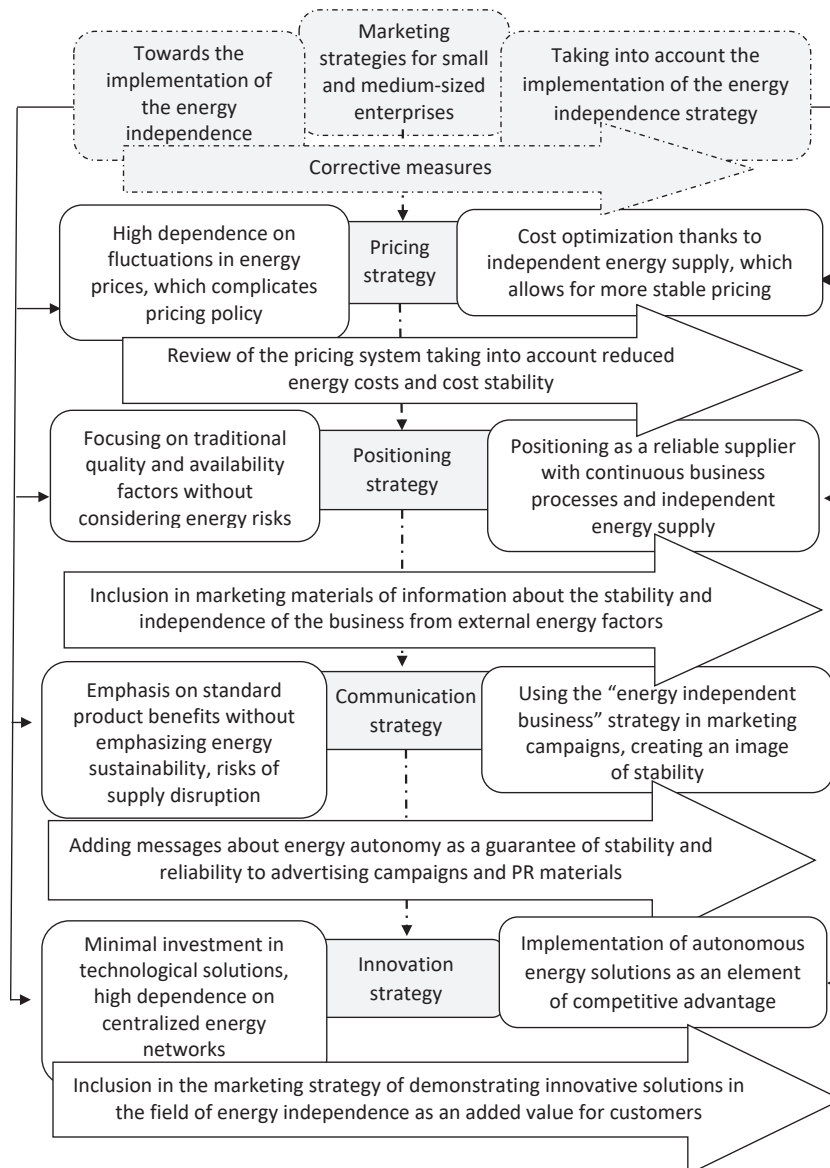 Towards the
implementation of
the energy
independence
Marketing
strategies for small
and medium-sized
enterprises
Taking into account the
implementation of the energy
independence strategy
Corrective measures
High dependence on
fluctuations in energy
prices, which complicates
pricing policy
Pricing
strategy
Cost optimization thanks to
independent energy supply, which
allows for more stable pricing
Review of the pricing system taking into account reduced
energy costs and cost stability
Focusing on traditional
quality and availability
factors without
considering energy risks
Positioning
strategy
Positioning as a reliable supplier
with continuous business
processes and independent
energy supply
Inclusion in marketing materials of information about the stability and
independence of the business from external energy factors
Emphasis on standard
product benefits without
emphasizing energy
sustainability, risks of
supply disruption
Communication
strategy
Using the “energy independent
business” strategy in marketing
campaigns, creating an image
of stability
Adding messages about energy autonomy as a guarantee of stability and
reliability to advertising campaigns and PR materials
Minimal investment in
technological solutions,
high dependence on
centralized energy
networks
Innovation
strategy
Implementation of autonomous
energy solutions as an element
of competitive advantage
Inclusion in the marketing strategy of demonstrating innovative solutions in
the field of energy independence as an added value for customers